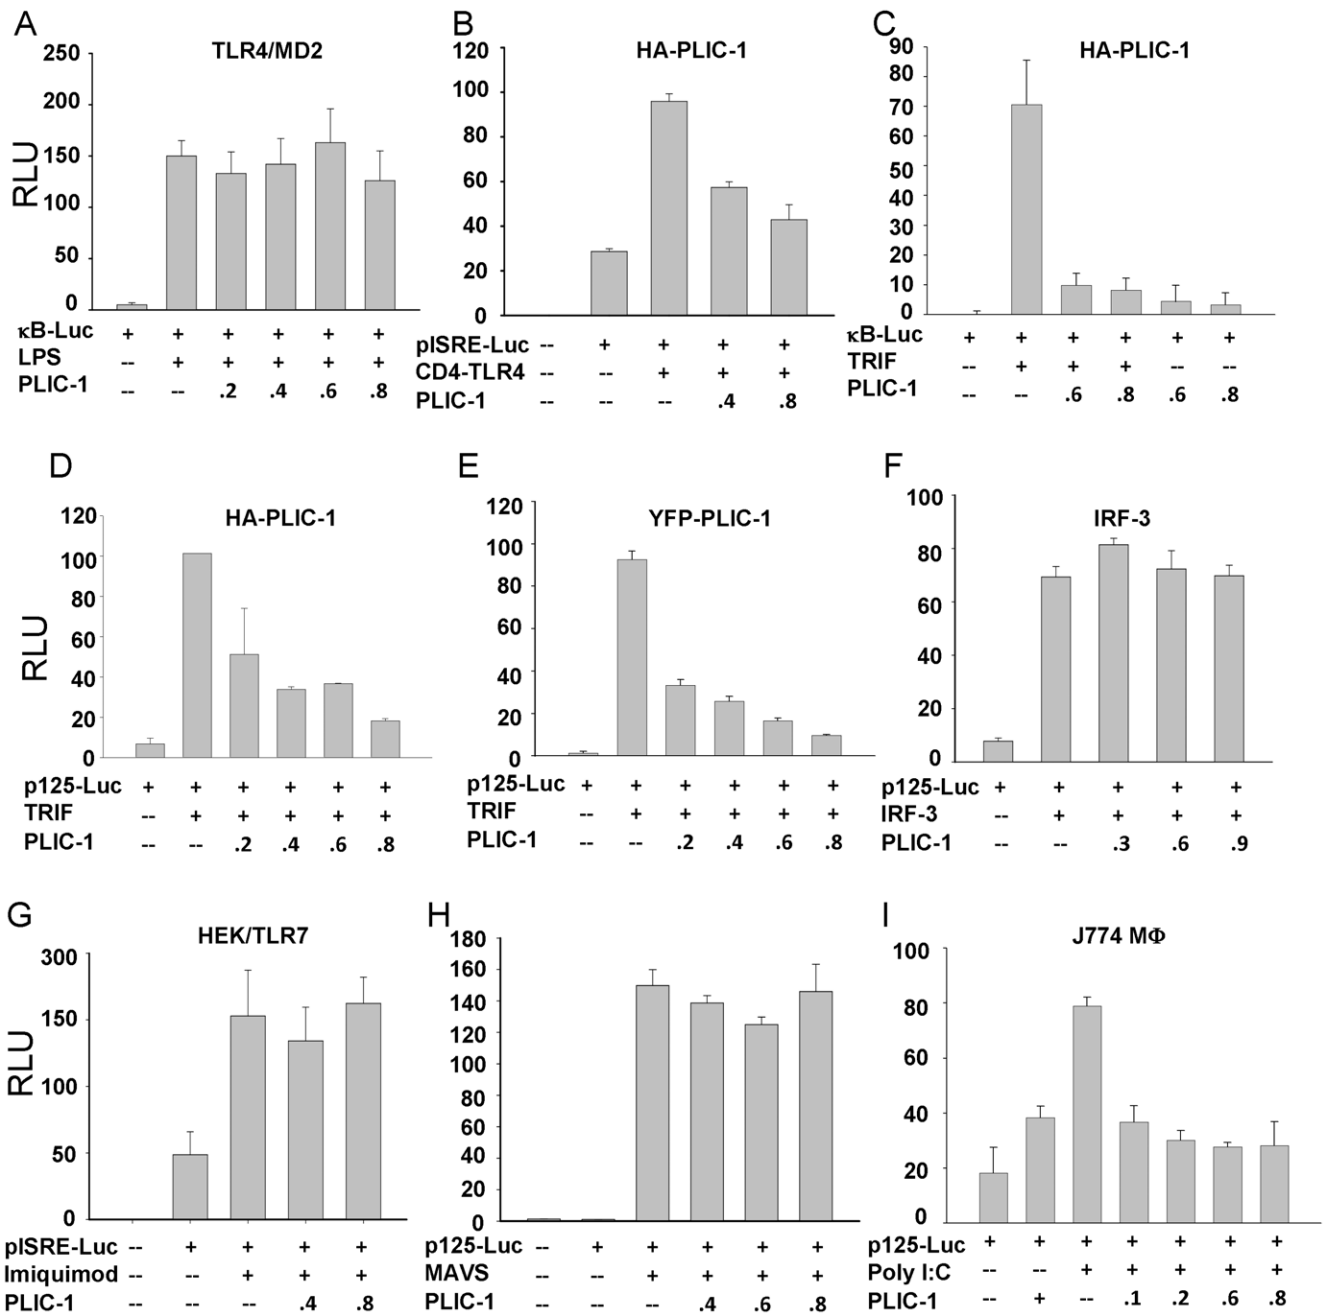 A
TLR4/MD2
RLU
250
200
150
100
50
0
κB-Luc + + + + + +
LPS -- + + + + +
PLIC-1 -- -- .2 .4 .6 .8
B
HA-PLIC-1
120
100
80
60
40
20
0
pISRE-Luc -- + + + +
CD4-TLR4 -- -- + + +
PLIC-1 -- -- -- .4 .8
C
HA-PLIC-1
90
80
70
60
50
40
30
20
10
0
κB-Luc + + + + + +
TRIF -- + + + -- --
PLIC-1 -- -- .6 .8 .6 .8
D
HA-PLIC-1
RLU
120
100
80
60
40
20
0
p125-Luc + + + + + +
TRIF -- + + + + +
PLIC-1 -- -- .2 .4 .6 .8
E
YFP-PLIC-1
120
100
80
60
40
20
0
p125-Luc + + + + + +
TRIF -- + + + + +
PLIC-1 -- -- .2 .4 .6 .8
F
IRF-3
100
80
60
40
20
0
p125-Luc + + + + +
IRF-3 -- + + + +
PLIC-1 -- -- .3 .6 .9
G
HEK/TLR7
RLU
300
150
100
50
0
pISRE-Luc -- + + + +
Imiquimod -- -- + + +
PLIC-1 -- -- -- .4 .8
H
180
160
140
120
100
80
60
40
20
0
p125-Luc -- + + + + +
MAVS -- -- + + + +
PLIC-1 -- -- -- .4 .6 .8
I
J774 MΦ
100
80
60
40
20
0
p125-Luc + + + + + + +
Poly I:C -- -- + + + + +
PLIC-1 -- + -- .1 .2 .6 .8